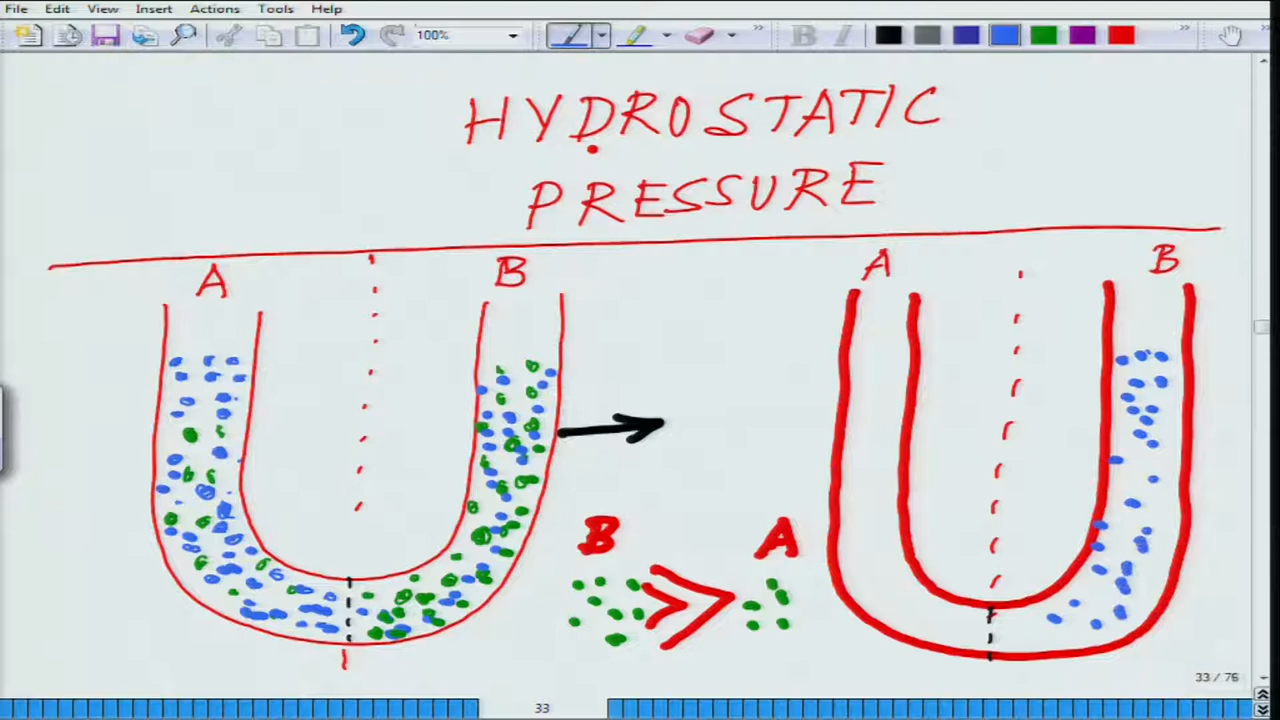 File Edit View Insert Actions Tools Help
100%
B I
HYDROSTATIC
PRESSURE
A B A B
B A
33 / 76
33